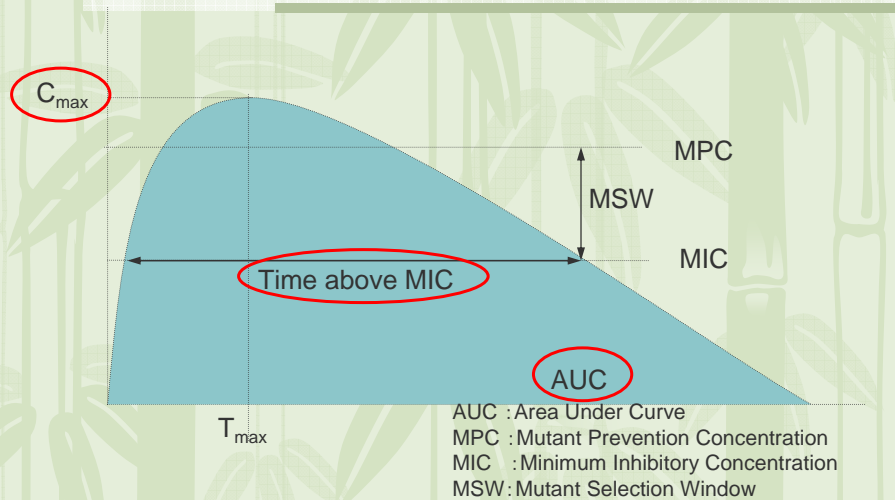 Cmax
MPC
MSW
MIC
Time above MIC
AUC
Tmax
AUC :Area Under Curve
MPC :Mutant Prevention Concentration
MIC :Minimum Inhibitory Concentration
MSW:Mutant Selection Window